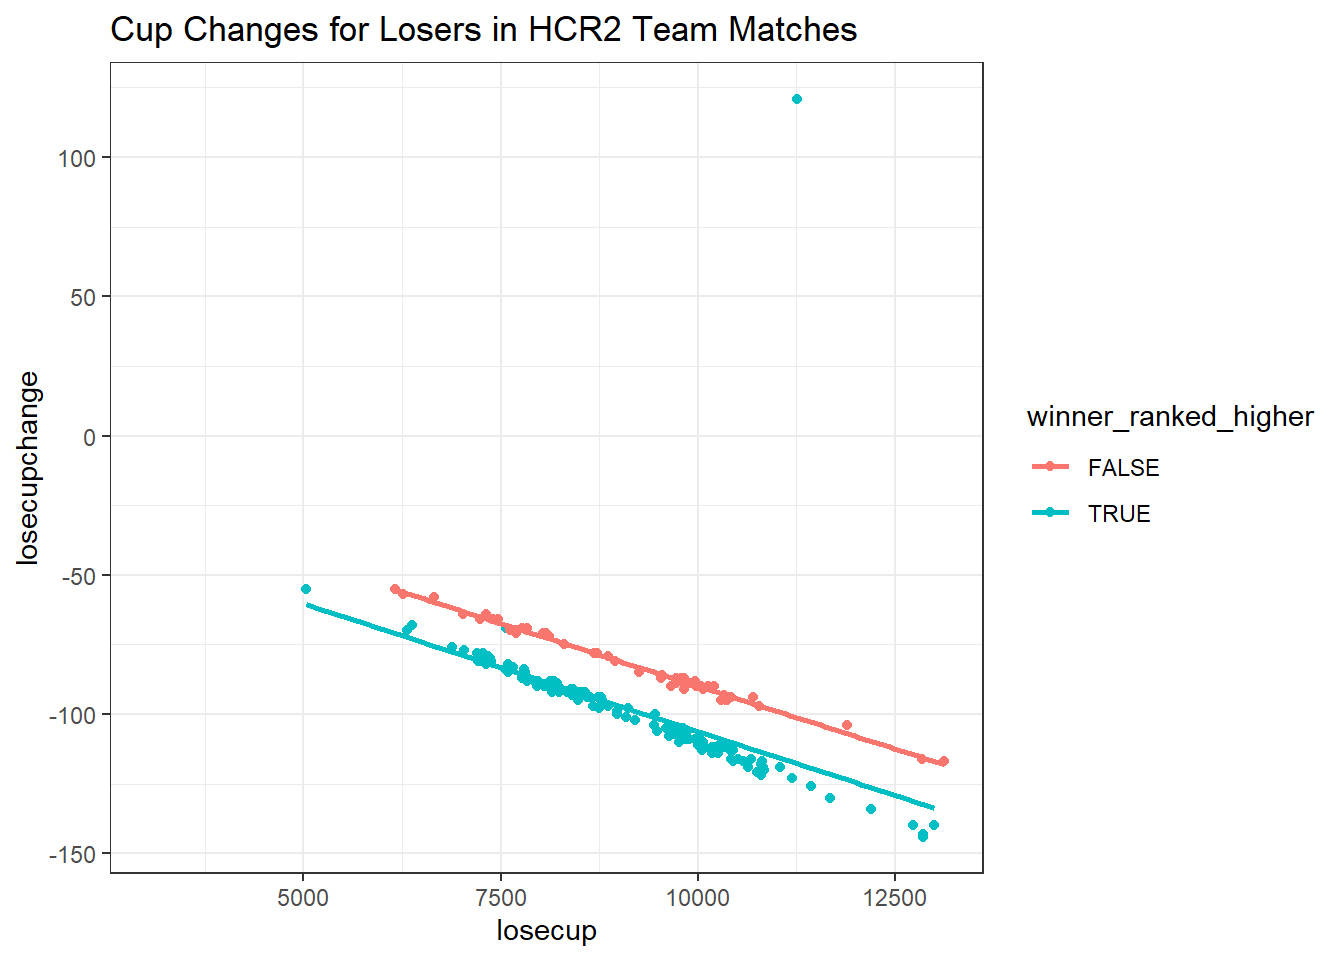 Cup Changes for Losers in HCR2 Team Matches
100
50
0
-50
-100
-150
losecupchange
5000 7500 10000 12500
losecup
winner_ranked_higher
FALSE
TRUE